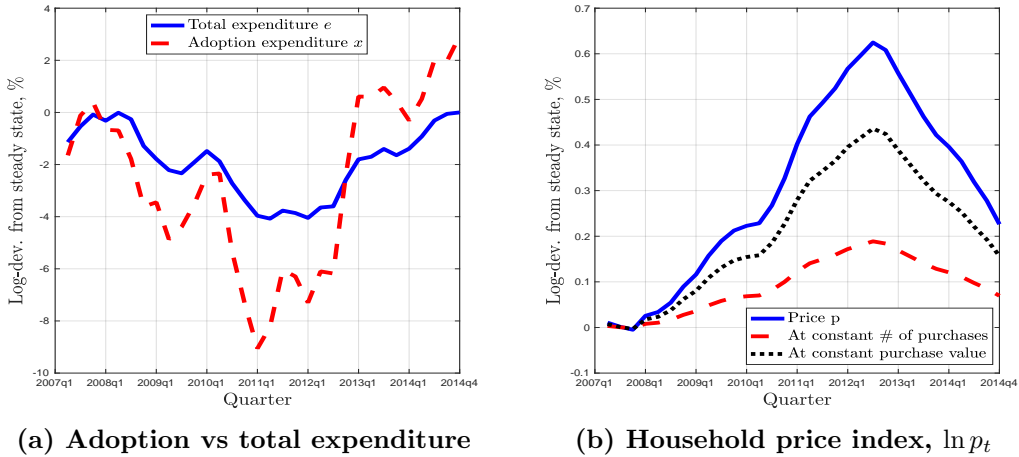 Total expenditure e
Adoption expenditure x
Log-dev. from steady state, %
4
2
0
-2
-4
-6
-8
-10
2007q1 2008q1 2009q1 2010q1 2011q1 2012q1 2013q1 2014q1 2014q4
Quarter
(a) Adoption vs total expenditure
Log-dev. from steady state, %
0.7
0.6
0.5
0.4
0.3
0.2
0.1
0
-0.1
Price p
At constant # of purchases
At constant purchase value
2007q1 2008q1 2009q1 2010q1 2011q1 2012q1 2013q1 2014q1 2014q4
Quarter
(b) Household price index, ln pₜ